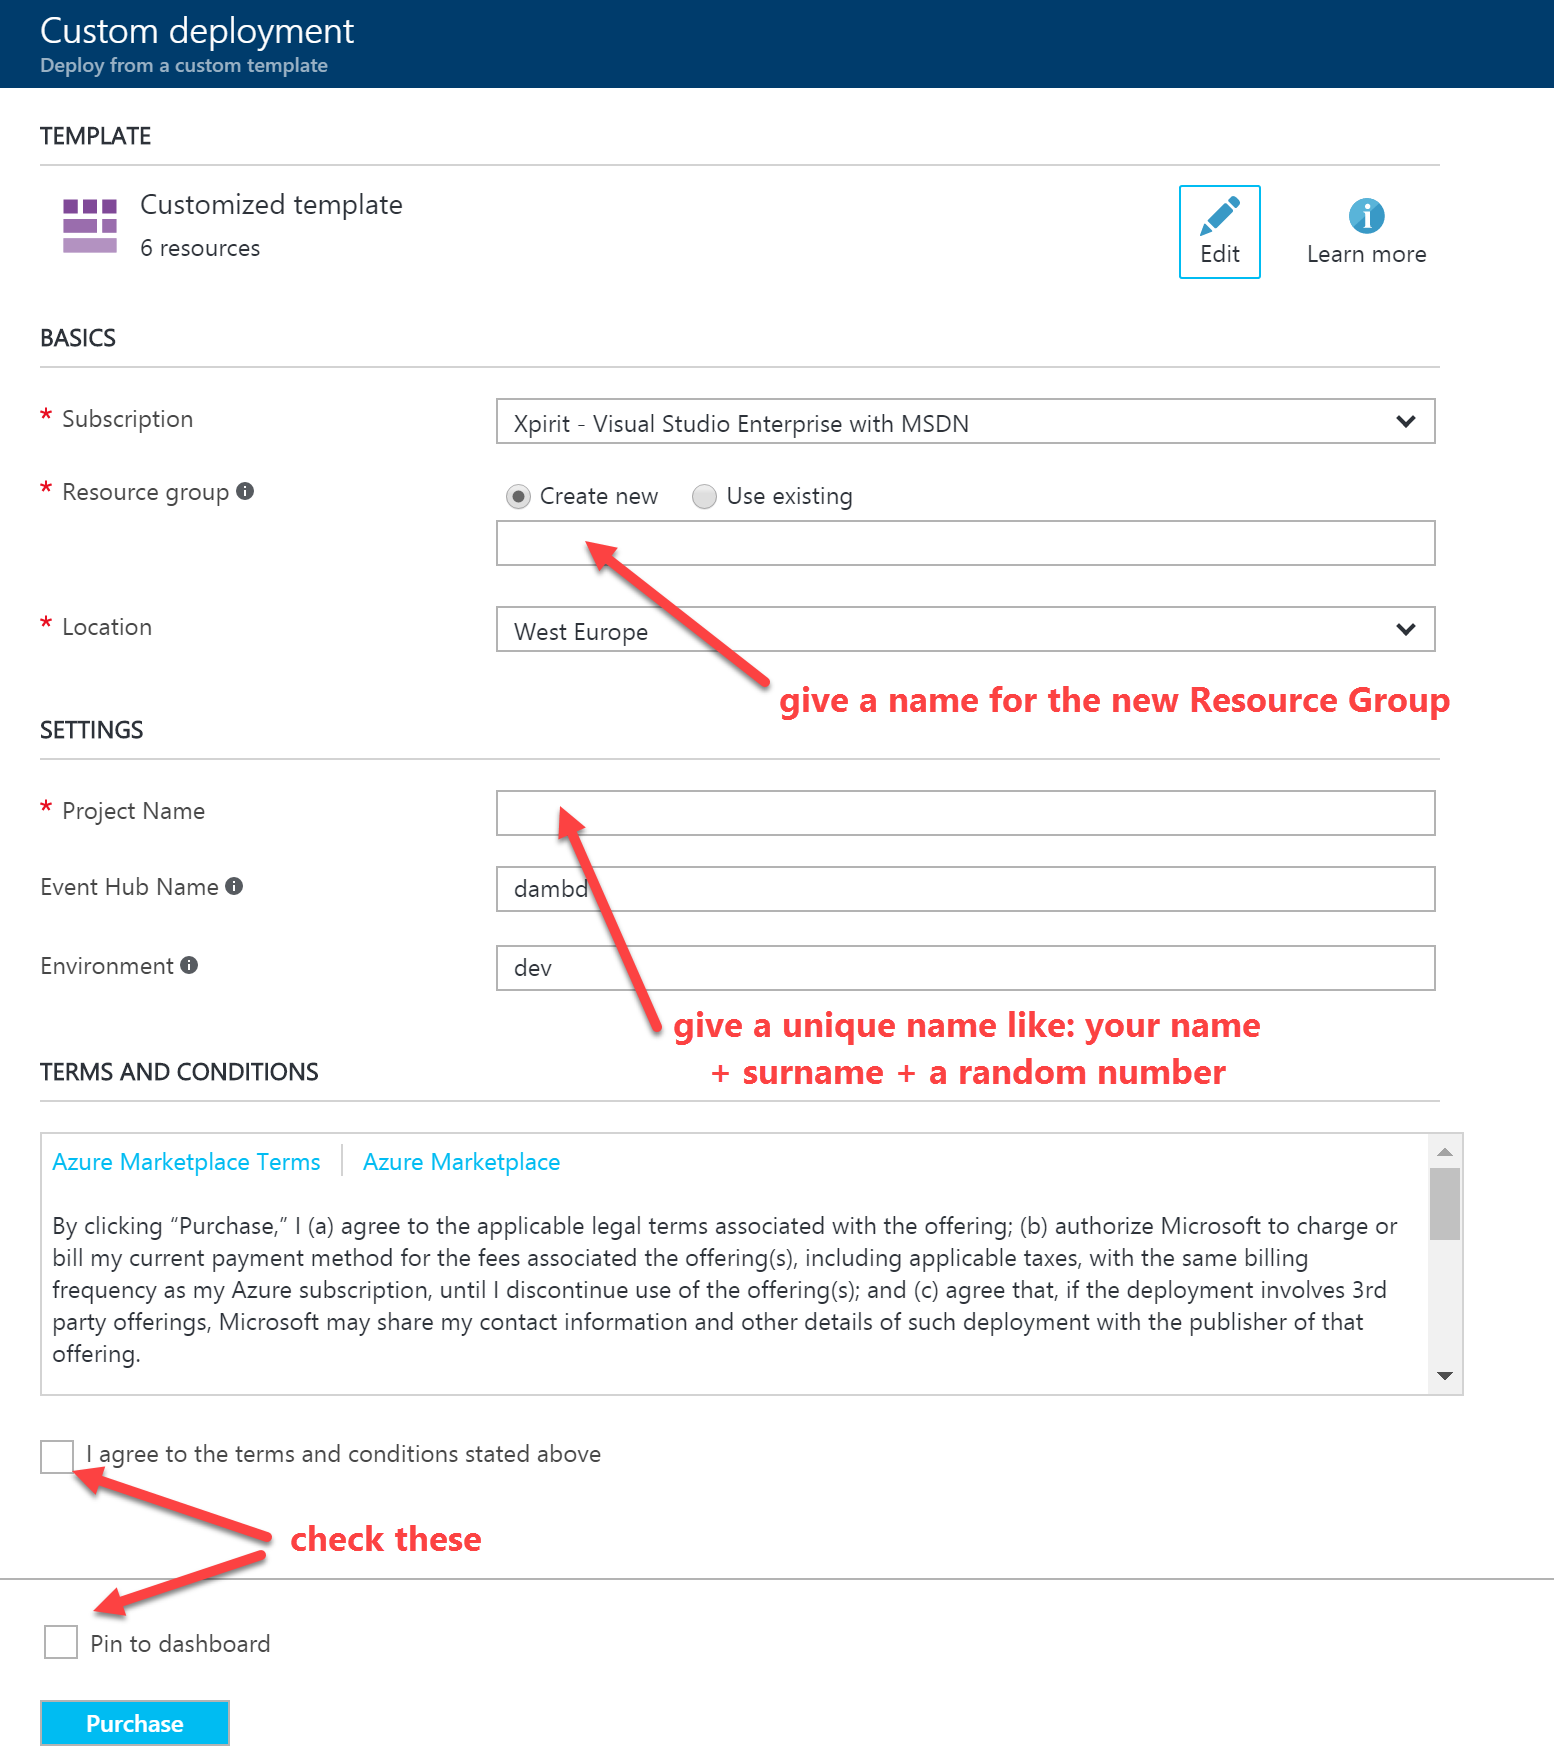 Custom deployment
Deploy from a custom template
TEMPLATE
Customized template
6 resources
Edit
Learn more
BASICS
* Subscription
Xpirit - Visual Studio Enterprise with MSDN
* Resource group
Create new
Use existing
* Location
West Europe
give a name for the new Resource Group
SETTINGS
* Project Name
Event Hub Name
dambd
Environment
dev
give a unique name like: your name
+ surname + a random number
TERMS AND CONDITIONS
Azure Marketplace Terms
Azure Marketplace
By clicking “Purchase,” I (a) agree to the applicable legal terms associated with the offering; (b) authorize Microsoft to charge or
bill my current payment method for the fees associated the offering(s), including applicable taxes, with the same billing
frequency as my Azure subscription, until I discontinue use of the offering(s); and (c) agree that, if the deployment involves 3rd
party offerings, Microsoft may share my contact information and other details of such deployment with the publisher of that
offering.
I agree to the terms and conditions stated above
check these
Pin to dashboard
Purchase